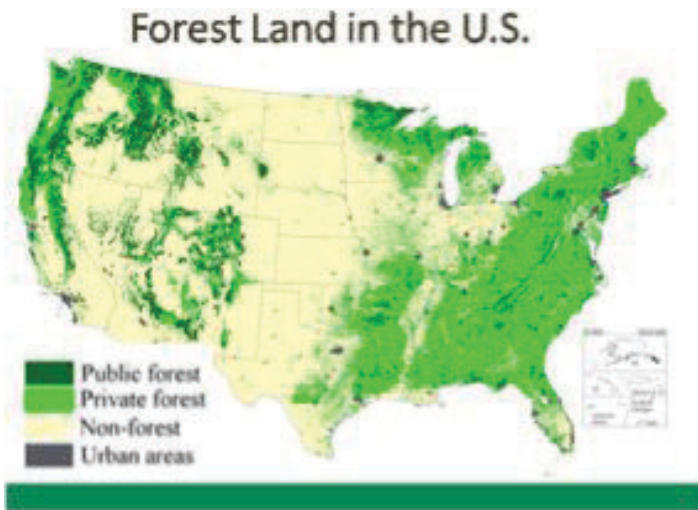 Forest Land in the U.S.
Public forest
Private forest
Non-forest
Urban areas